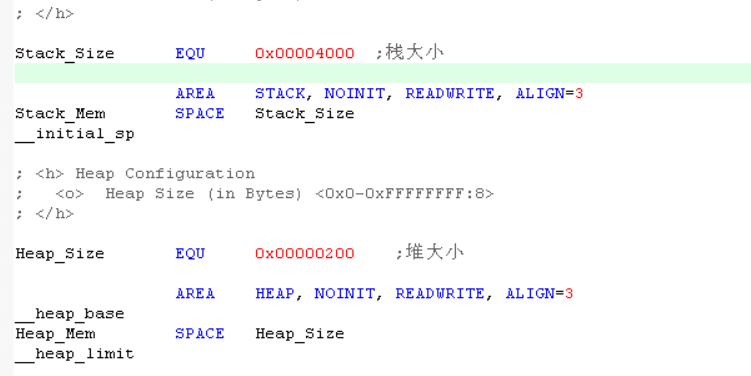 ; </h>
Stack_Size EQU 0x00004000 ;栈大小
AREA STACK, NOINIT, READWRITE, ALIGN=3
Stack_Mem SPACE Stack_Size
__initial_sp
; <h> Heap Configuration
; <o> Heap Size (in Bytes) <0x0-0xFFFFFFFF:8>
; </h>
Heap_Size EQU 0x00000200 ;堆大小
AREA HEAP, NOINIT, READWRITE, ALIGN=3
__heap_base
Heap_Mem SPACE Heap_Size
__heap_limit